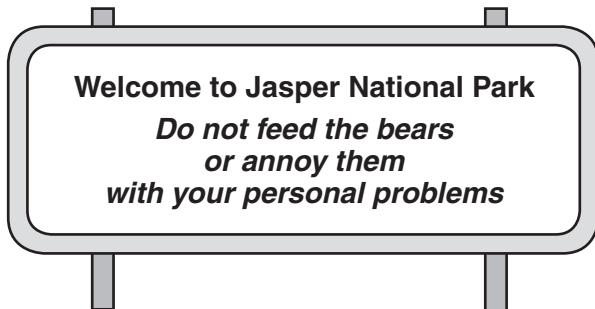 Welcome to Jasper National Park
Do not feed the bears
or annoy them
with your personal problems